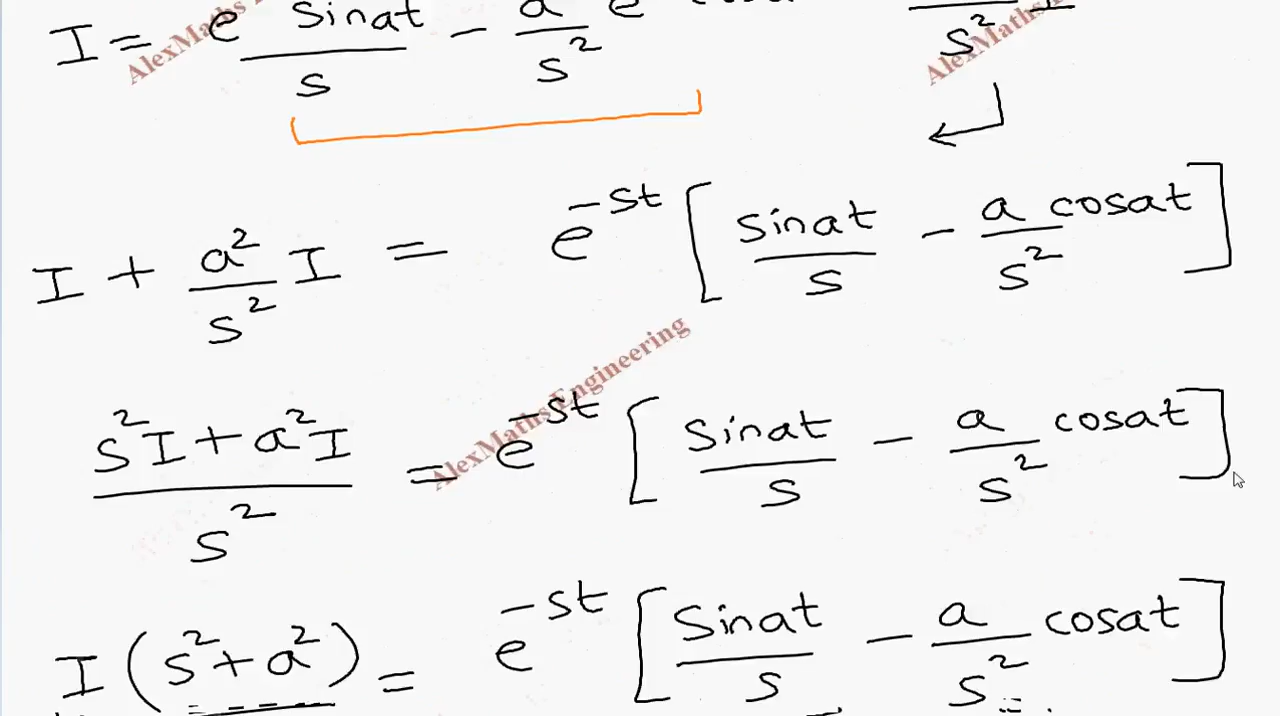 I = e sinat / s - a / s² e
AlexMaths
AlexMaths
I + a²/s² I = e^-st [ sinat/s - a/s² cosat ]
AlexMaths Engineering
s²I + a²I / s² = e^-st [ sinat/s - a/s² cosat ]
I (s² + a²) = e^-st [ sinat/s - a/s² cosat ]